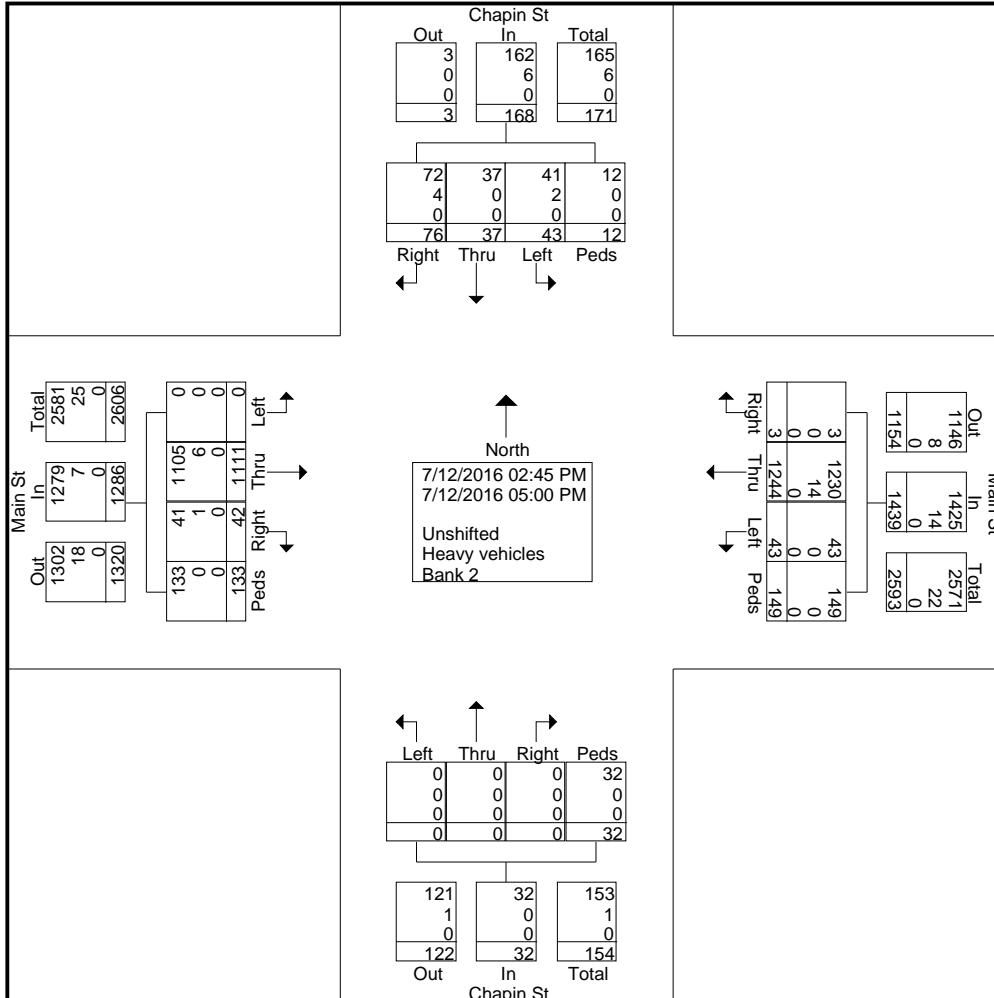 Chapin St
Out In Total
3 162 165
0 6 6
0 0 0
3 168 171
72 37 41 12
4 0 2 0
0 0 0 0
76 37 43 12
Right Thru Left Peds
Main St
Total
2581
25
0
2606
In
1279
7
0
1286
Out
1302
18
0
1320
0 0 0 0 Left
1105 6 0 1111 Thru
41 1 0 42 Right
133 0 0 133 Peds
North
7/12/2016 02:45 PM
7/12/2016 05:00 PM
Unshifted
Heavy vehicles
Bank 2
Right 3 0 0 3
Thru 1244 0 14 1230
Left 43 0 0 43
Peds 149 0 0 149
Out
1146
8
0
1154
Main St
In
1425
14
0
1439
Total
2571
22
0
2593
Left Thru Right Peds
0 0 0 32
0 0 0 0
0 0 0 0
0 0 0 32
121 32 153
1 0 1
0 0 0
122 32 154
Out In Total
Chapin St